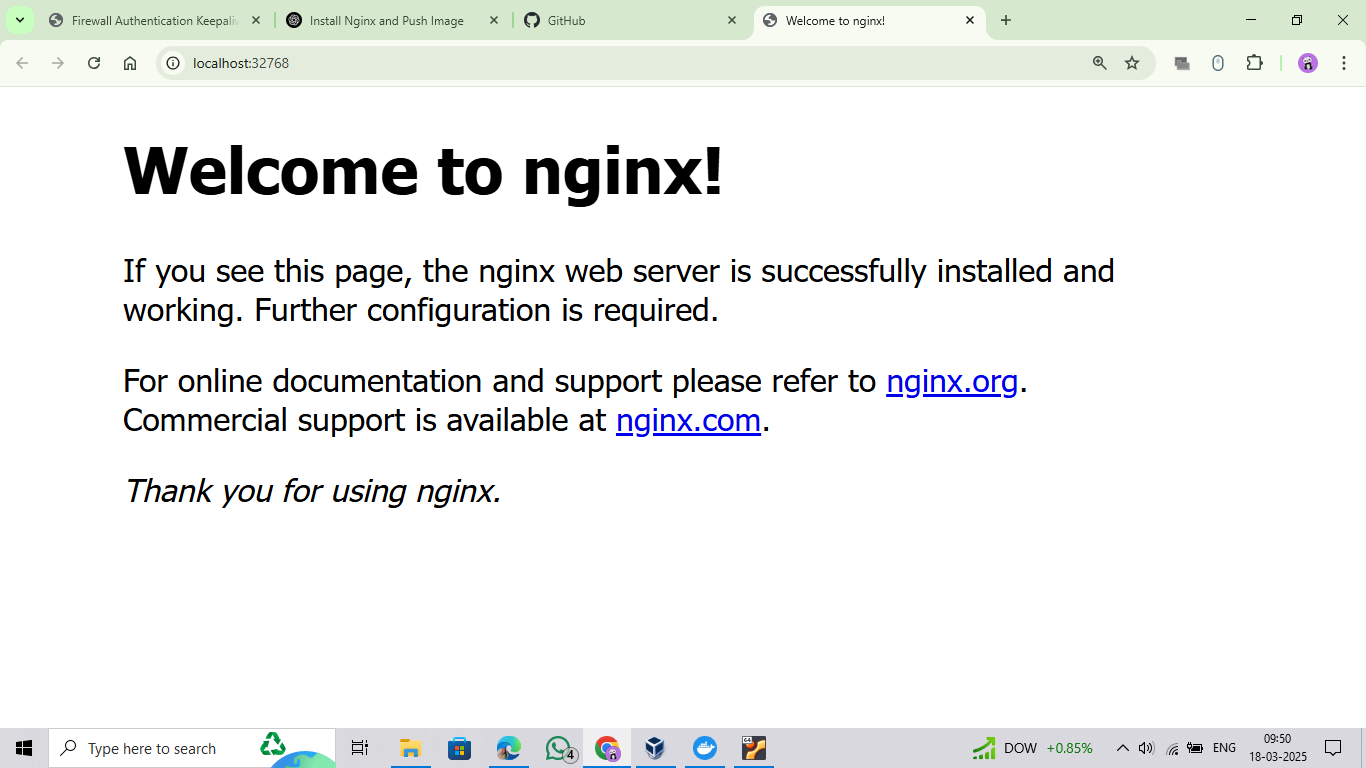 Firewall Authentication Keepaliv
Install Nginx and Push Image
GitHub
Welcome to nginx!
localhost:32768
Welcome to nginx!
If you see this page, the nginx web server is successfully installed and
working. Further configuration is required.
For online documentation and support please refer to nginx.org.
Commercial support is available at nginx.com.
Thank you for using nginx.
Type here to search
4
64
DOW +0.85%
ENG
09:50
18-03-2025